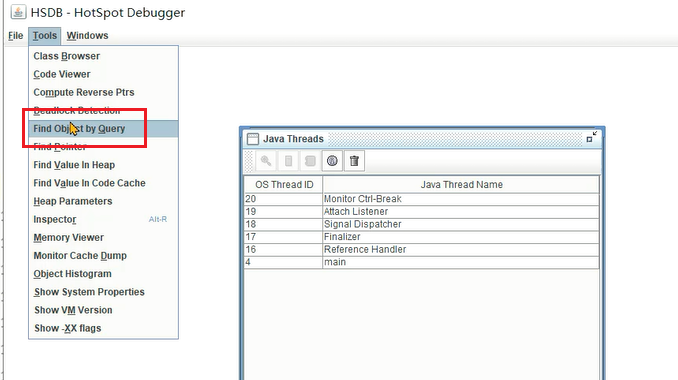 HSDB - HotSpot Debugger
File Tools Windows
Class Browser
Code Viewer
Compute Reverse Ptrs
Deadlock Detection
Find Object by Query
Find Pointer
Find Value In Heap
Find Value In Code Cache
Heap Parameters
Inspector Alt-R
Memory Viewer
Monitor Cache Dump
Object Histogram
Show System Properties
Show VM Version
Show -XX flags
Java Threads
OS Thread ID Java Thread Name
20 Monitor Ctrl-Break
19 Attach Listener
18 Signal Dispatcher
17 Finalizer
16 Reference Handler
4 main